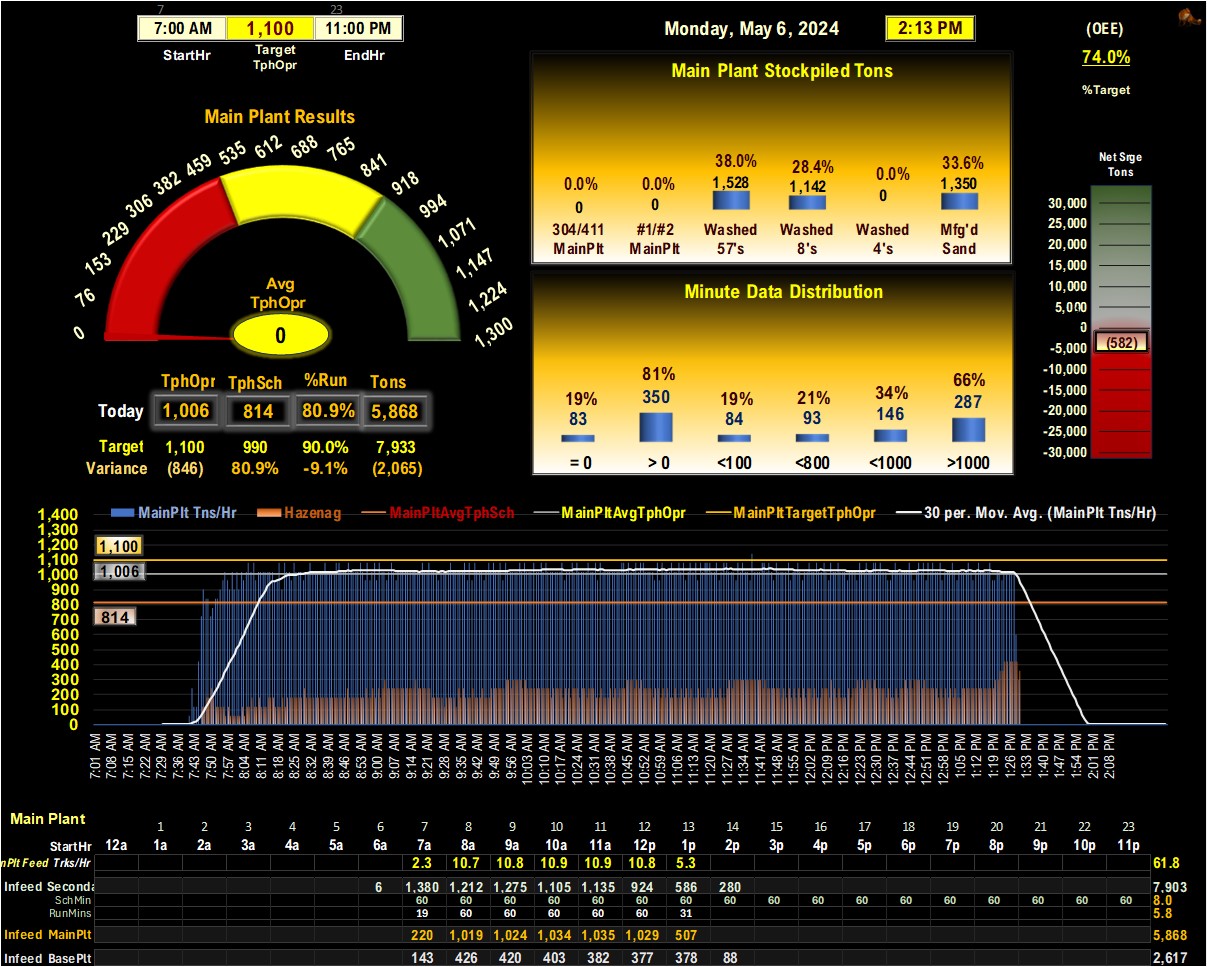 7 23
7:00 AM 1,100 11:00 PM
StartHr Target TphOpr EndHr
Monday, May 6, 2024 2:13 PM
(OEE)
74.0%
%Target
Main Plant Results
0 76 153 229 306 382 459 535 612 688 765 841 918 994 1,071 1,147 1,224 1,300
Avg
TphOpr
0
TphOpr TphSch %Run Tons
Today 1,006 814 80.9% 5,868
Target 1,100 990 90.0% 7,933
Variance (846) 80.9% -9.1% (2,065)
Main Plant Stockpiled Tons
0.0% 0.0% 38.0% 28.4% 0.0% 33.6%
0 0 1,528 1,142 0 1,350
304/411 #1/#2 Washed Washed Washed Mfg'd
MainPlt MainPlt 57's 8's 4's Sand
Minute Data Distribution
19% 81% 19% 21% 34% 66%
83 350 84 93 146 287
= 0 > 0 <100 <800 <1000 >1000
Net Srge
Tons
30,000
25,000
20,000
15,000
10,000
5,000
0
(582)
-5,000
-10,000
-15,000
-20,000
-25,000
-30,000
MainPlt Tns/Hr Hazenag MainPltAvgTphSch MainPltAvgTphOpr MainPltTargetTphOpr 30 per. Mov. Avg. (MainPlt Tns/Hr)
1,400
1,300
1,200
1,100
1,000
900
800
700
600
500
400
300
200
100
0
1,100
1,006
814
7:01 AM 7:08 AM 7:15 AM 7:22 AM 7:29 AM 7:36 AM 7:43 AM 7:50 AM 7:57 AM 8:04 AM 8:11 AM 8:18 AM 8:25 AM 8:32 AM 8:39 AM 8:46 AM 8:53 AM 9:00 AM 9:07 AM 9:14 AM 9:21 AM 9:28 AM 9:35 AM 9:42 AM 9:49 AM 9:56 AM 10:03 AM 10:10 AM 10:17 AM 10:24 AM 10:31 AM 10:38 AM 10:45 AM 10:52 AM 10:59 AM 11:06 AM 11:13 AM 11:20 AM 11:27 AM 11:34 AM 11:41 AM 11:48 AM 11:55 AM 12:02 PM 12:09 PM 12:16 PM 12:23 PM 12:30 PM 12:37 PM 12:44 PM 12:51 PM 12:58 PM 1:05 PM 1:12 PM 1:19 PM 1:26 PM 1:33 PM 1:40 PM 1:47 PM 1:54 PM 2:01 PM 2:08 PM
Main Plant
1 2 3 4 5 6 7 8 9 10 11 12 13 14 15 16 17 18 19 20 21 22 23
StartHr 12a 1a 2a 3a 4a 5a 6a 7a 8a 9a 10a 11a 12p 1p 2p 3p 4p 5p 6p 7p 8p 9p 10p 11p
nPlt Feed Trks/Hr 2.3 10.7 10.8 10.9 10.9 10.8 5.3 61.8
Infeed Seconda 6 1,380 1,212 1,275 1,105 1,135 924 586 280 7,903
SchMin 60 60 60 60 60 60 60 60 60 60 60 60 60 60 60 60 60 8.0
RunMins 19 60 60 60 60 60 31 5.8
Infeed MainPlt 220 1,019 1,024 1,034 1,035 1,029 507 5,868
Infeed BasePlt 143 426 420 403 382 377 378 88 2,617